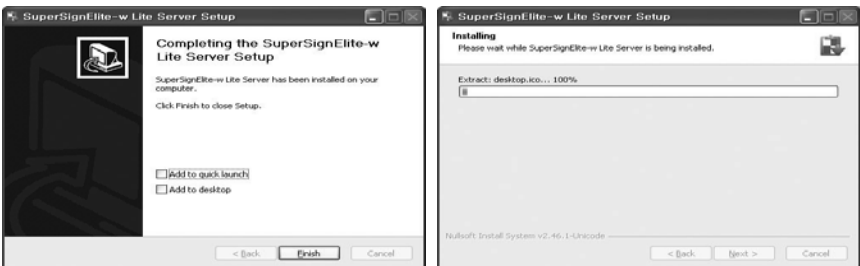 SuperSignElite-w Lite Server Setup
Completing the SuperSignElite-w
Lite Server Setup
SuperSignElite-w Lite Server has been installed on your
computer.
Click Finish to close Setup.
Add to quick launch
Add to desktop
< Back
Finish
Cancel
SuperSignElite-w Lite Server Setup
Installing
Please wait while SuperSignElite-w Lite Server is being installed.
Extract: desktop.ico... 100%
Nullsoft Install System v2.46.1-Unicode
< Back
Next >
Cancel